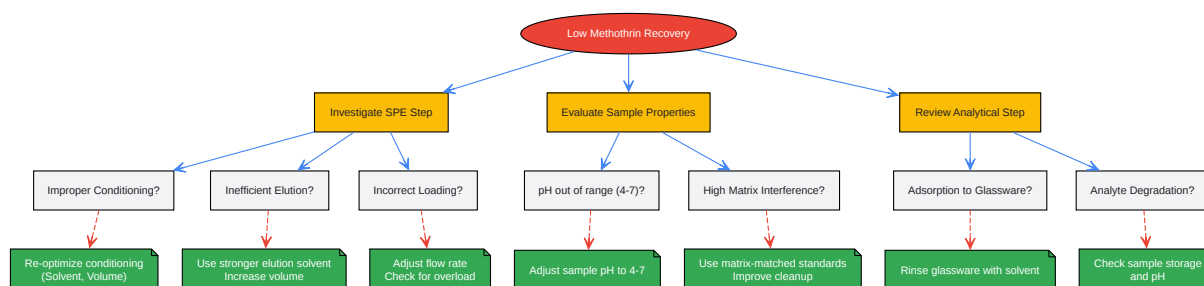 Low Methothrin Recovery
Investigate SPE Step
Evaluate Sample Properties
Review Analytical Step
Improper Conditioning?
Inefficient Elution?
Incorrect Loading?
pH out of range (4-7)?
High Matrix Interference?
Adsorption to Glassware?
Analyte Degradation?
Re-optimize conditioning
(Solvent, Volume)
Use stronger elution solvent
Increase volume
Adjust flow rate
Check for overload
Adjust sample pH to 4-7
Use matrix-matched standards
Improve cleanup
Rinse glassware with solvent
Check sample storage
and pH